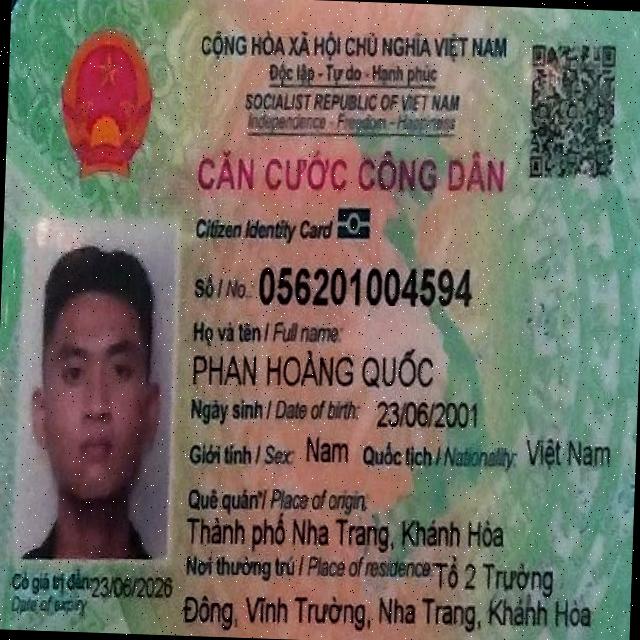 CỘNG HÒA XÃ HỘI CHỦ NGHĨA VIỆT NAM
Độc lập - Tự do - Hạnh phúc
SOCIALIST REPUBLIC OF VIET NAM
Independence - Freedom - Happiness
CĂN CƯỚC CÔNG DÂN
Citizen Identity Card
Số / No.: 056201004594
Họ và tên / Full name:
PHAN HOÀNG QUỐC
Ngày sinh / Date of birth: 23/06/2001
Giới tính / Sex: Nam Quốc tịch / Nationality: Việt Nam
Quê quán / Place of origin:
Thành phố Nha Trang, Khánh Hòa
Nơi thường trú / Place of residence: Tổ 2 Trường
Đông, Vĩnh Trường, Nha Trang, Khánh Hòa
Có giá trị đến: 23/06/2026
Date of expiry